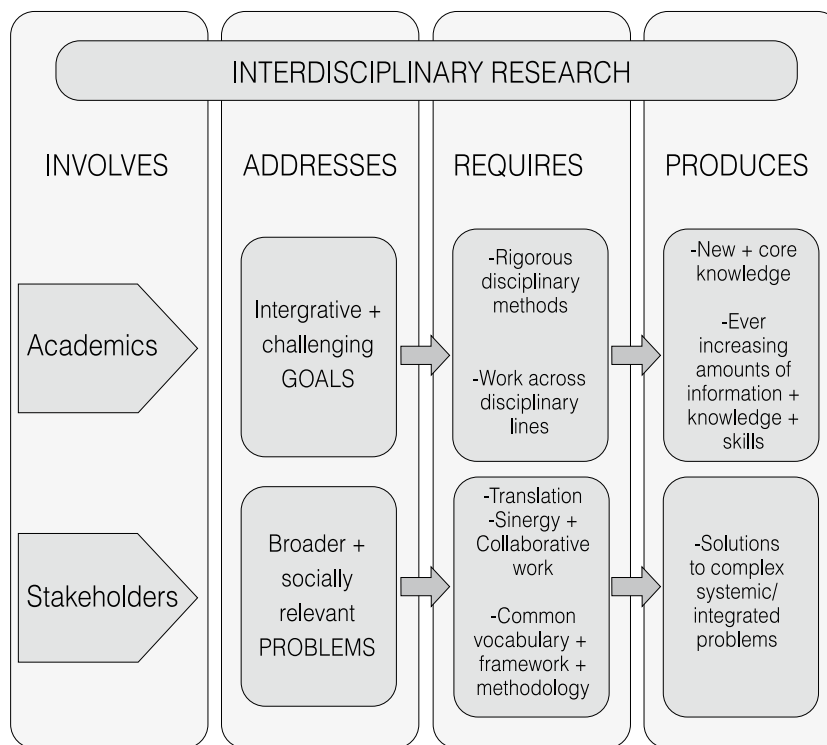 INTERDISCIPLINARY RESEARCH
INVOLVES
ADDRESSES
REQUIRES
PRODUCES
Academics
Intergrative +
challenging
GOALS
-Rigorous
disciplinary
methods
-Work across
disciplinary
lines
-New + core
knowledge
-Ever
increasing
amounts of
information +
knowledge +
skills
Stakeholders
Broader +
socially
relevant
PROBLEMS
-Translation
-Sinergy +
Collaborative
work
-Common
vocabulary +
framework +
methodology
-Solutions
to complex
systemic/
integrated
problems